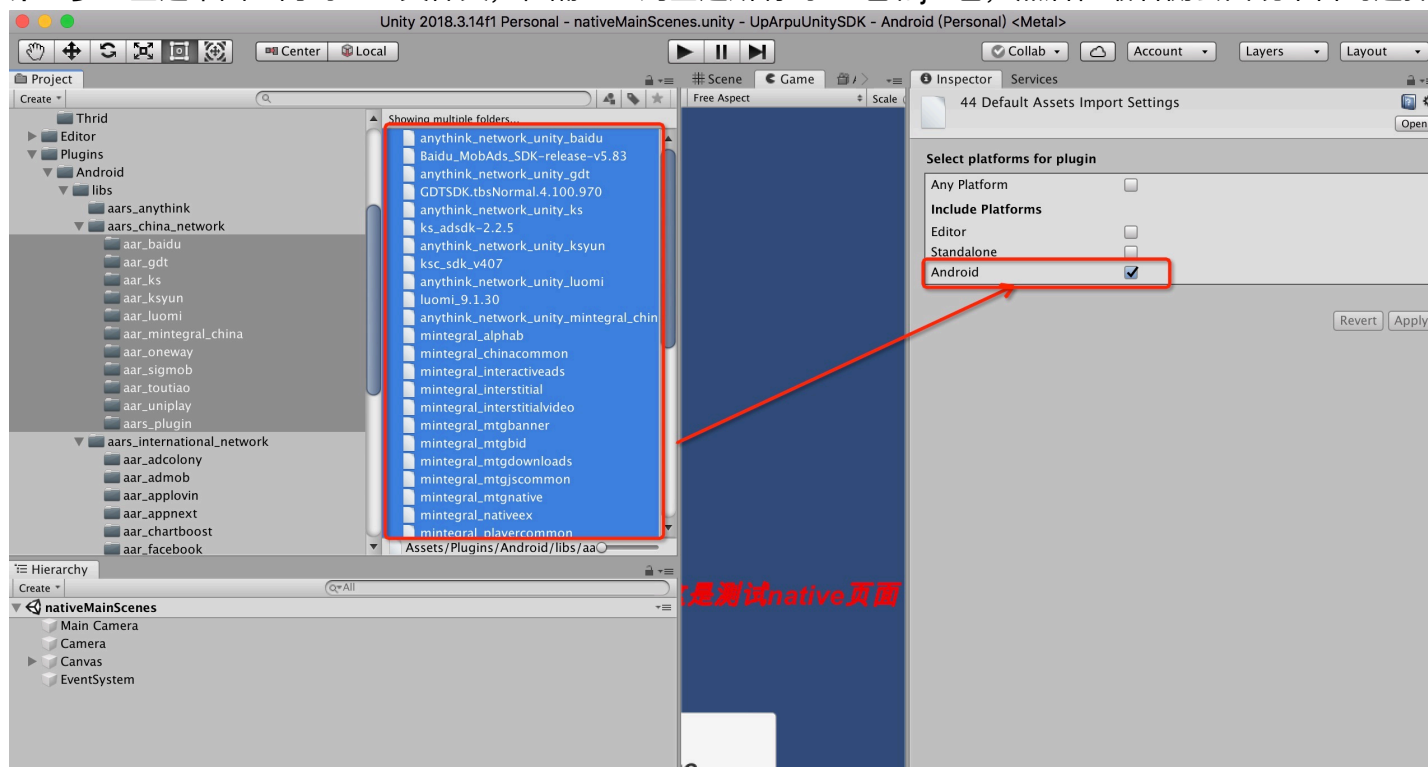 Unity 2018.3.14f1 Personal - nativeMainScenes.unity - UpArpuUnitySDK - Android (Personal) <Metal>
Center
Local
Collab
Account
Layers
Layout
Project
Create
Thrid
Editor
Plugins
Android
libs
aars_anythink
aars_china_network
aar_baidu
aar_gdt
aar_ks
aar_ksyun
aar_luomi
aar_mintegral_china
aar_oneway
aar_sigmob
aar_toutiao
aar_uniplay
aars_plugin
aars_international_network
aar_adcolony
aar_admob
aar_applovin
aar_appnext
aar_chartboost
aar_facebook
Showing multiple folders...
anythink_network_unity_baidu
Baidu_MobAds_SDK-release-v5.83
anythink_network_unity_gdt
GDTSDK.tbsNormal.4.100.970
anythink_network_unity_ks
ks_adsdk-2.2.5
anythink_network_unity_ksyun
ksc_sdk_v407
anythink_network_unity_luomi
luomi_9.1.30
anythink_network_unity_mintegral_chin
mintegral_alphab
mintegral_chinacommon
mintegral_interactiveads
mintegral_interstitial
mintegral_interstitialvideo
mintegral_mtgbanner
mintegral_mtgbid
mintegral_mtgdownloads
mintegral_mtgjscommon
mintegral_mtgnative
mintegral_nativeex
mintegral_playercommon
Assets/Plugins/Android/libs/aa
Scene
Game
Free Aspect
Scale
是测试native页面
Inspector
Services
44 Default Assets Import Settings
Open
Select platforms for plugin
Any Platform
Include Platforms
Editor
Standalone
Android
Revert
Apply
Hierarchy
Create
All
nativeMainScenes
Main Camera
Camera
Canvas
EventSystem